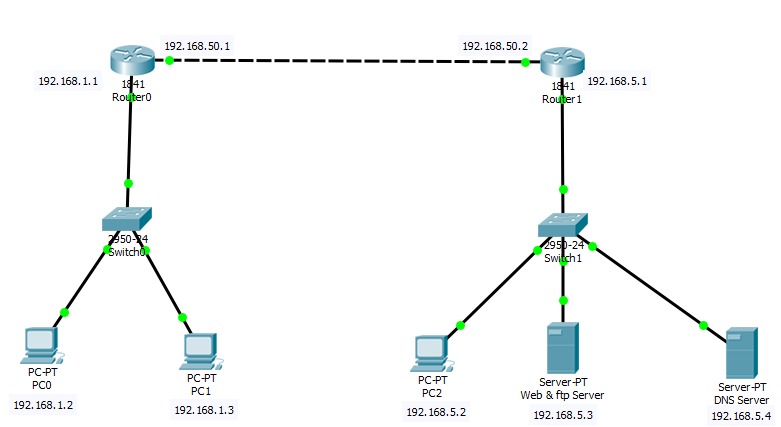 192.168.50.1
192.168.50.2
192.168.1.1
1841
Router0
1841
Router1
192.168.5.1
2950-24
Switch0
2950-24
Switch1
PC-PT
PC0
192.168.1.2
PC-PT
PC1
192.168.1.3
PC-PT
PC2
192.168.5.2
Server-PT
Web & ftp Server
192.168.5.3
Server-PT
DNS Server
192.168.5.4